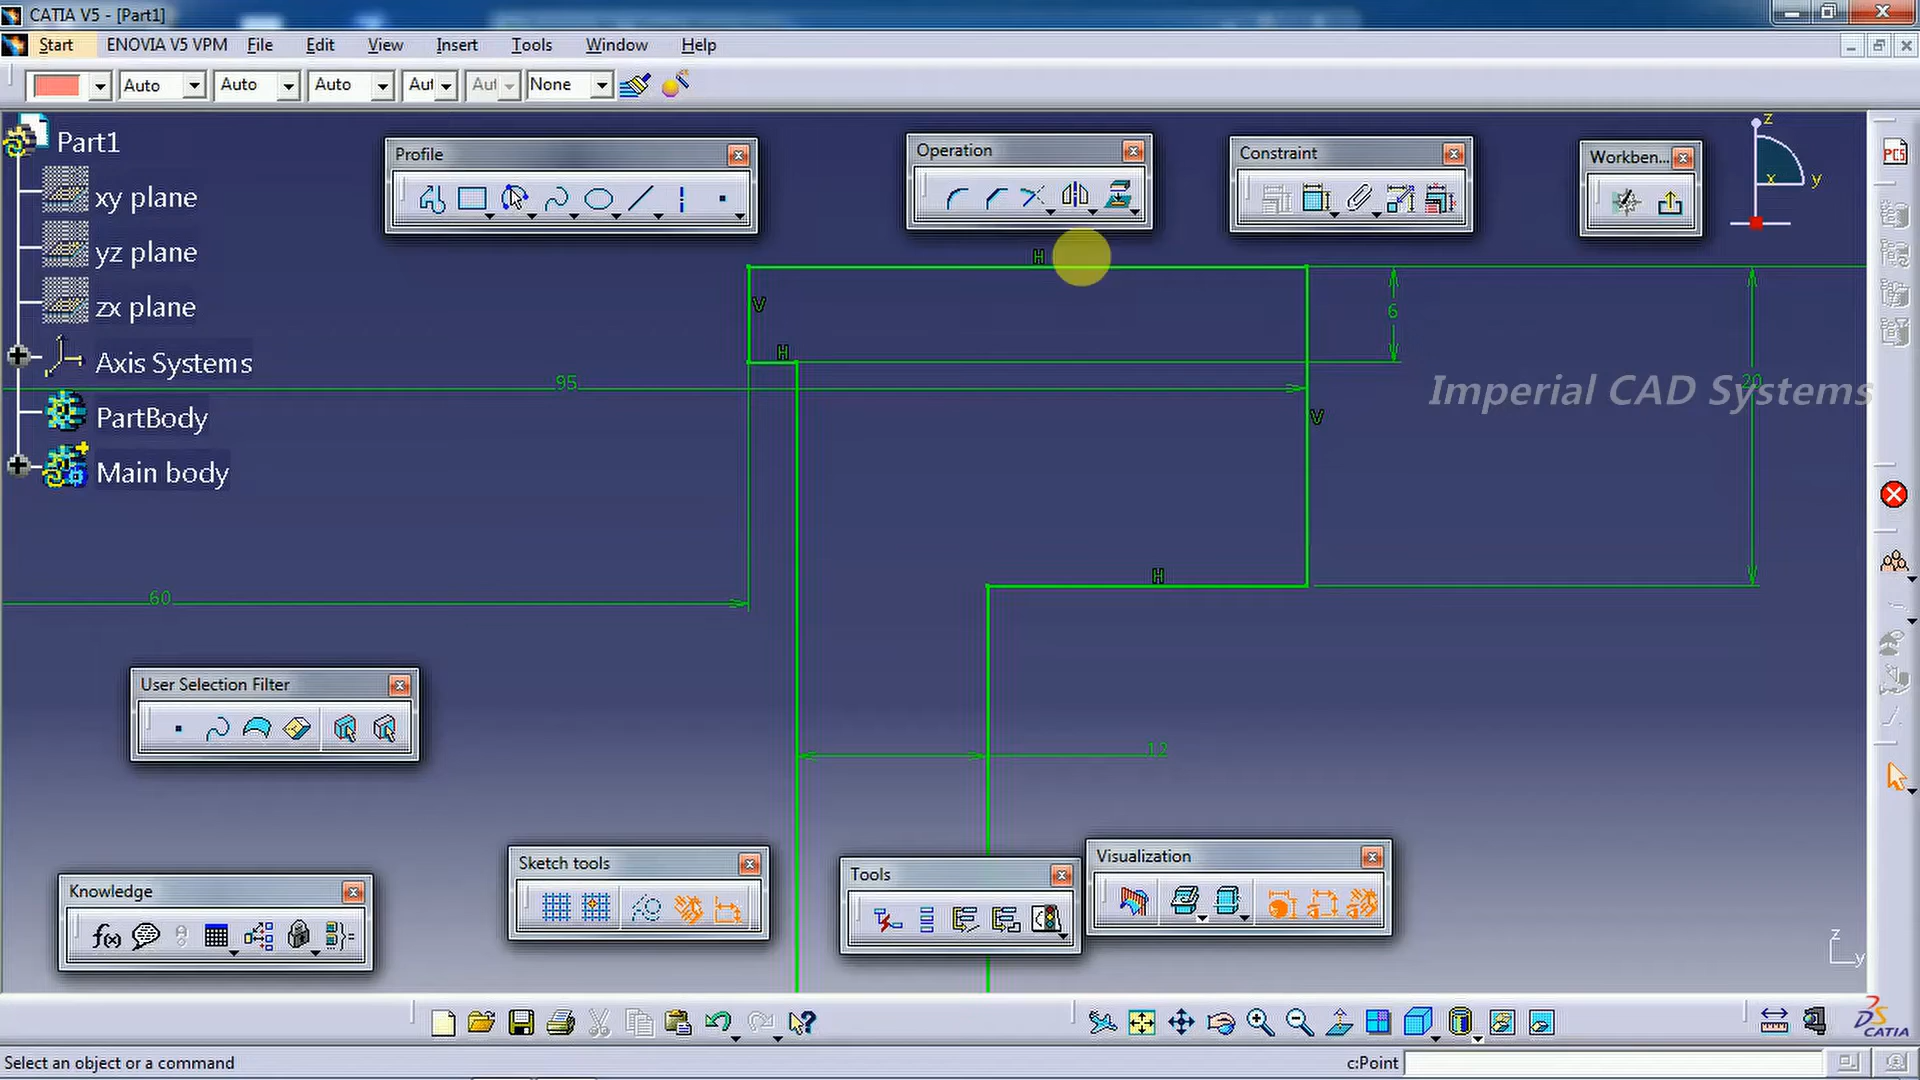 CATIA V5 - [Part1]
Start ENOVIA V5 VPM File Edit View Insert Tools Window Help
Auto Auto Auto Aut Aut None
Part1
xy plane
yz plane
zx plane
Axis Systems
PartBody
Main body
Profile
Operation
Constraint
Workben...
z
x y
PCS
H
V
H
6
95
20
V
Imperial CAD Systems
H
60
12
User Selection Filter
Sketch tools
Tools
Visualization
Knowledge
f(x)
z
y
CATIA
Select an object or a command
c:Point